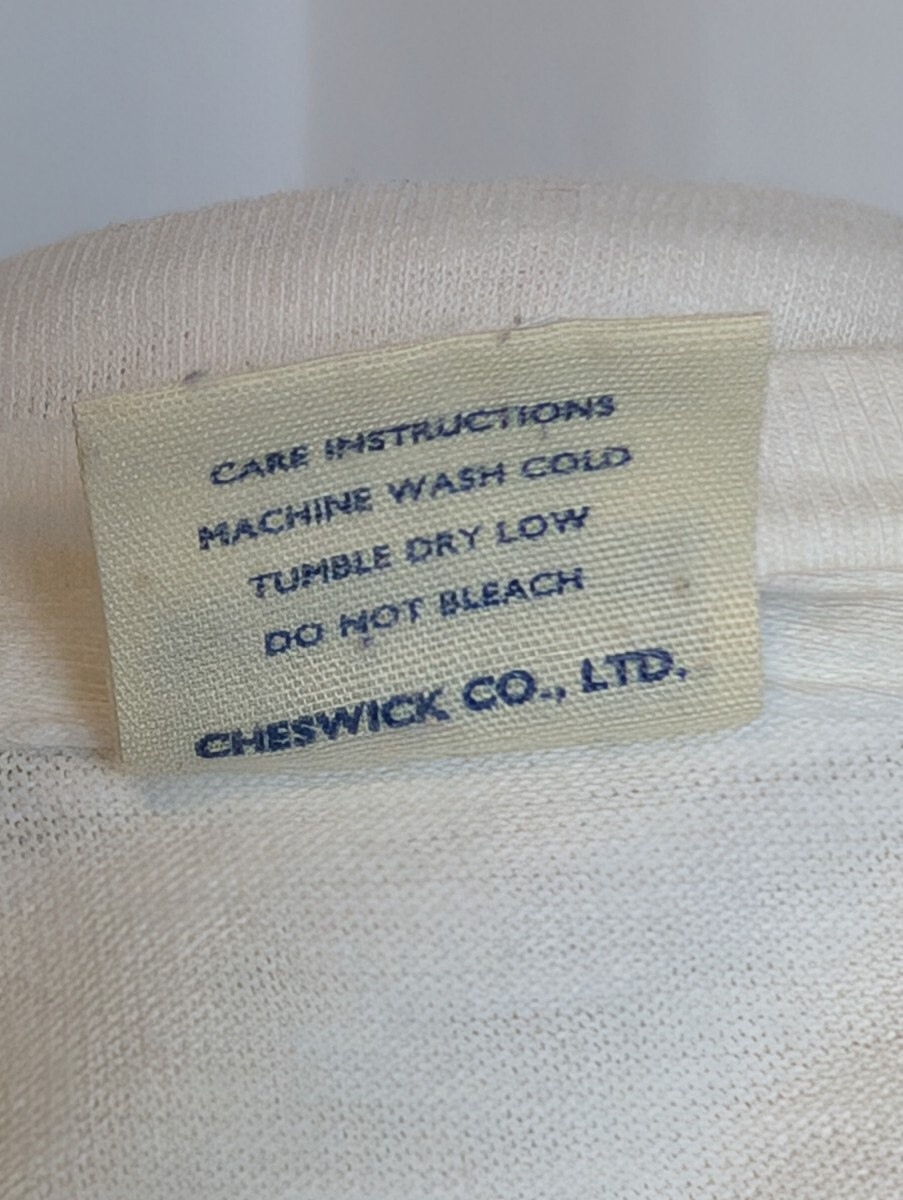 CARE INSTRUCTIONS
MACHINE WASH COLD
TUMBLE DRY LOW
DO NOT BLEACH
CHESWICK CO., LTD.